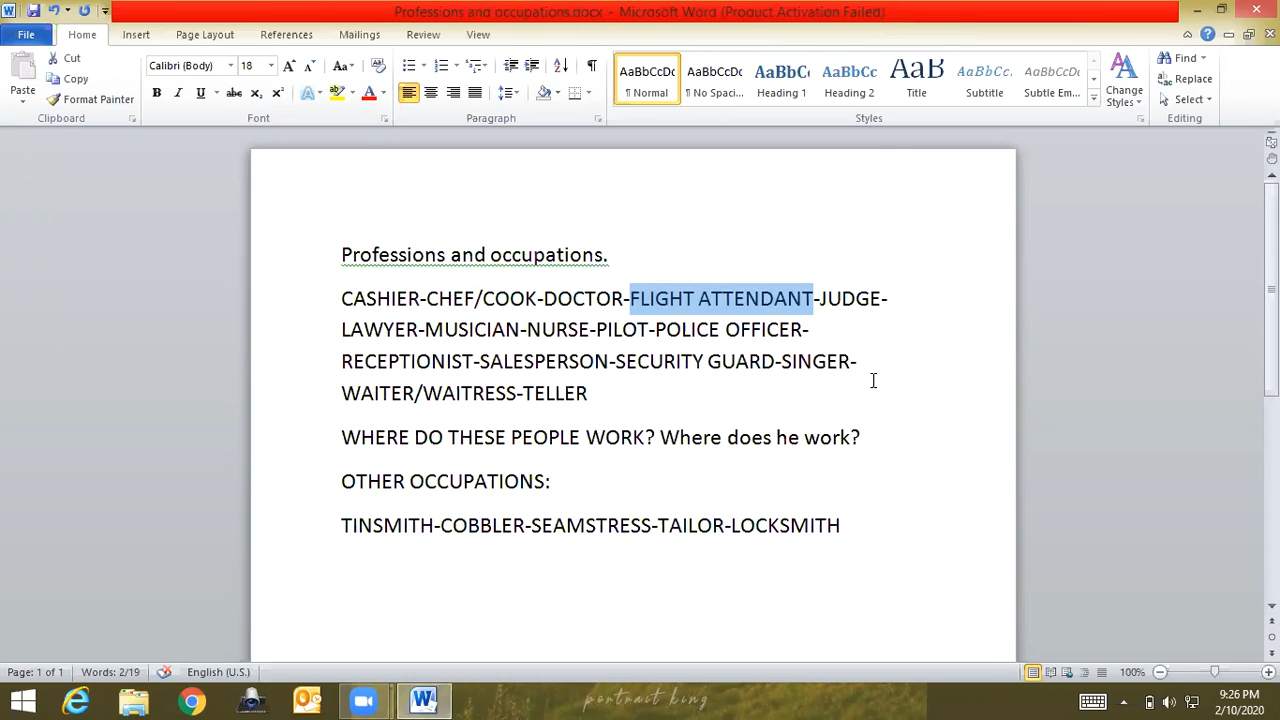 Professions and occupations.docx - Microsoft Word (Product Activation Failed)
File Home Insert Page Layout References Mailings Review View
Paste Cut Copy Format Painter Clipboard
Calibri (Body) 18 Font
Paragraph
AaBbCcDc AaBbCcDc AaBbC AaBbCc AaB AaBbCcL AaBbCcDc
¶ Normal ¶ No Spaci... Heading 1 Heading 2 Title Subtitle Subtle Em...
Change Styles Styles
Find Replace Select Editing
Professions and occupations.
CASHIER-CHEF/COOK-DOCTOR-FLIGHT ATTENDANT-JUDGE-
LAWYER-MUSICIAN-NURSE-PILOT-POLICE OFFICER-
RECEPTIONIST-SALESPERSON-SECURITY GUARD-SINGER-
WAITER/WAITRESS-TELLER
WHERE DO THESE PEOPLE WORK? Where does he work?
OTHER OCCUPATIONS:
TINSMITH-COBBLER-SEAMSTRESS-TAILOR-LOCKSMITH
Page: 1 of 1 Words: 2/19 English (U.S.) 100%
portrait king
9:26 PM
2/10/2020